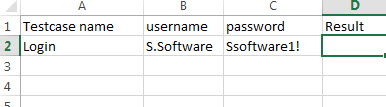 A B C D
1 Testcase name username password Result
2 Login S.Software Ssoftware1!
3
4
5